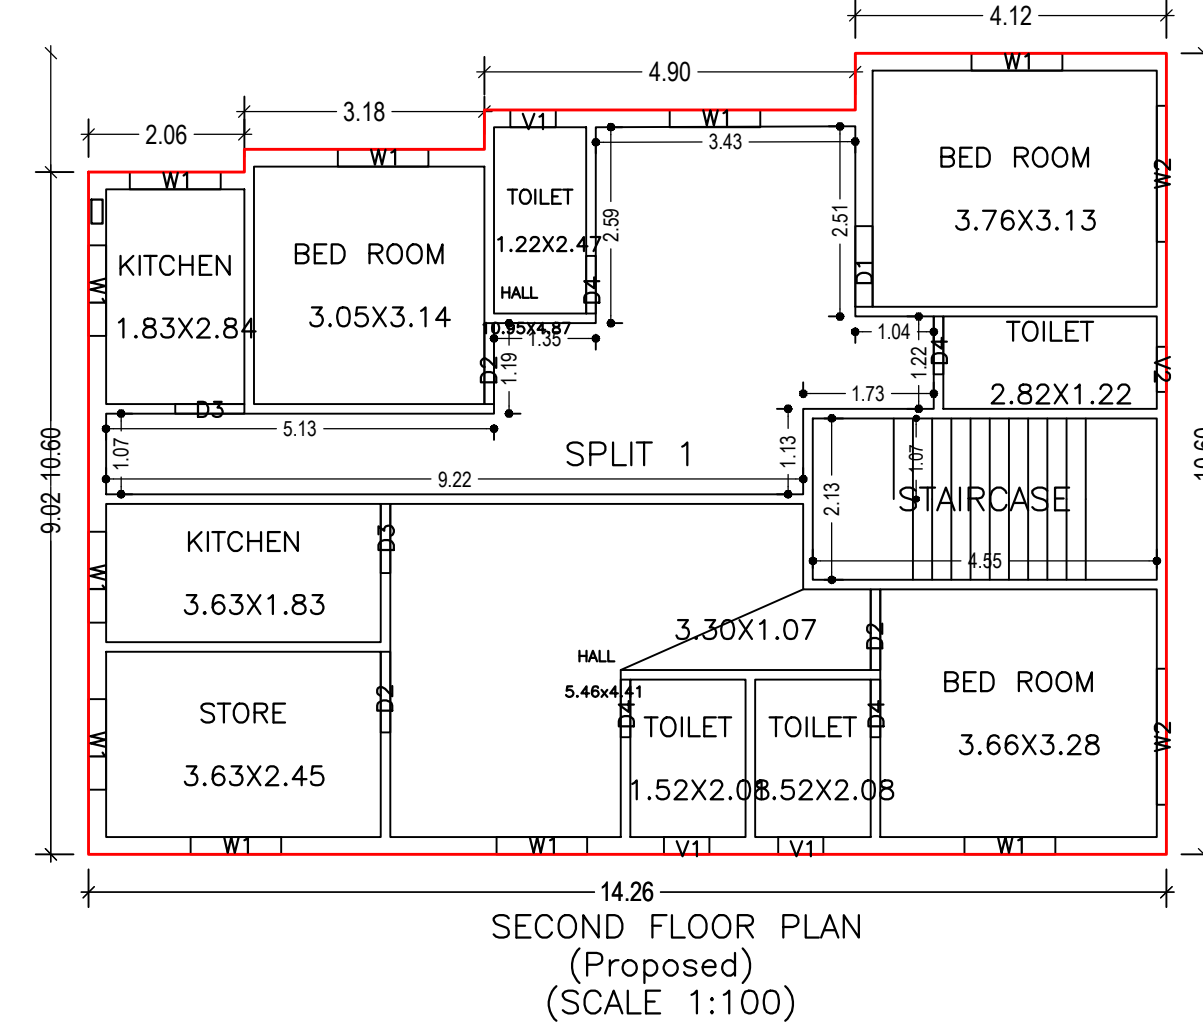 4.12
4.90
3.18
2.06
W1
W1
V1
W1
W1
3.43
BED ROOM
3.76X3.13
W2
TOILET
1.22X2.47
2.59
2.51
KITCHEN
1.83X2.84
BED ROOM
3.05X3.14
W1
D4
D1
HALL
10.95x4.87
1.35
1.04
TOILET
2.82X1.22
D4
V2
1.22
D2
1.19
D3
1.73
5.13
1.07
SPLIT 1
1.13
9.22
2.13
1.07
STAIRCASE
4.55
9.02
10.60
10.60
KITCHEN
3.63X1.83
D3
W1
3.30X1.07
D2
HALL
5.46x4.41
BED ROOM
3.66X3.28
W2
STORE
3.63X2.45
D2
W1
D4
TOILET
1.52X2.08
TOILET
1.52X2.08
D4
W1
W1
V1
V1
W1
14.26
SECOND FLOOR PLAN
(Proposed)
(SCALE 1:100)